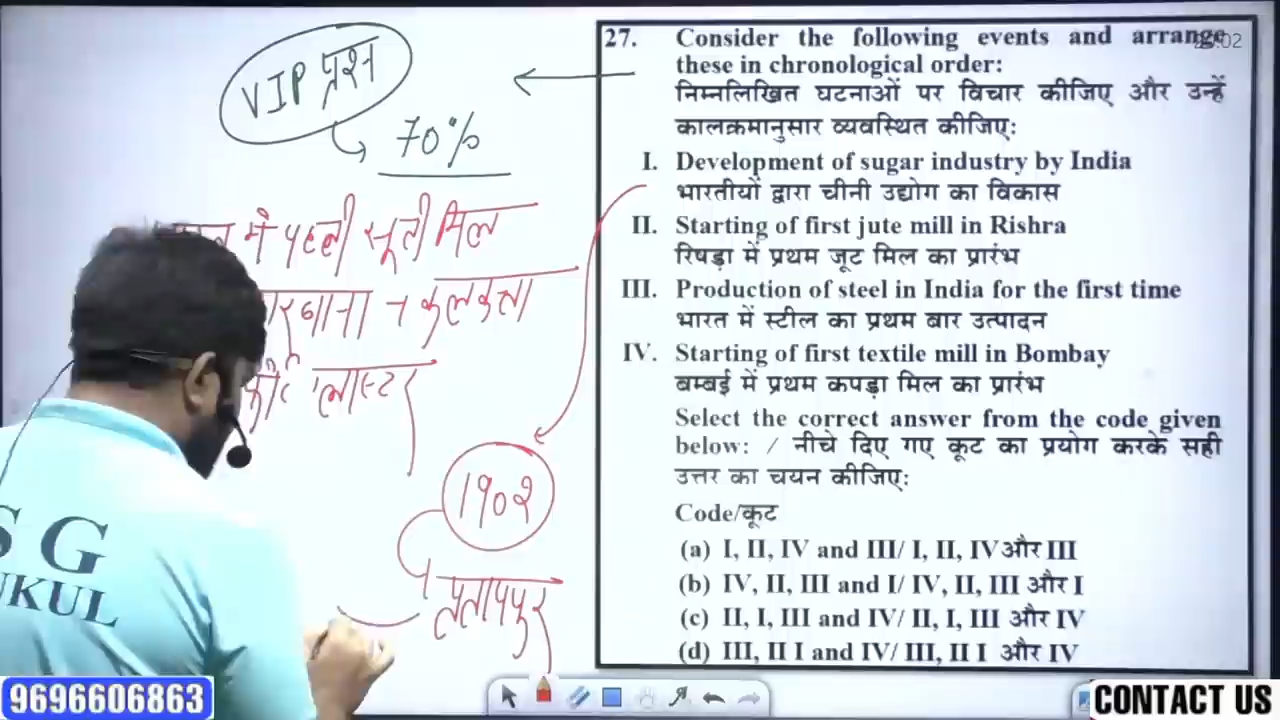 VIP प्रश्न
70%
में पहली सूती मिल
कलकत्ता
1902
27. Consider the following events and arrange
these in chronological order:
निम्नलिखित घटनाओं पर विचार कीजिए और उन्हें
कालक्रमानुसार व्यवस्थित कीजिए:
I. Development of sugar industry by India
भारतीयों द्वारा चीनी उद्योग का विकास
II. Starting of first jute mill in Rishra
रिषड़ा में प्रथम जूट मिल का प्रारंभ
III. Production of steel in India for the first time
भारत में स्टील का प्रथम बार उत्पादन
IV. Starting of first textile mill in Bombay
बम्बई में प्रथम कपड़ा मिल का प्रारंभ
Select the correct answer from the code given
below: / नीचे दिए गए कूट का प्रयोग करके सही
उत्तर का चयन कीजिए:
Code/कूट
(a) I, II, IV and III/ I, II, IVऔर III
(b) IV, II, III and I/ IV, II, III और I
(c) II, I, III and IV/ II, I, III और IV
(d) III, II I and IV/ III, II I और IV
S G
UKUL
9696606863
CONTACT US